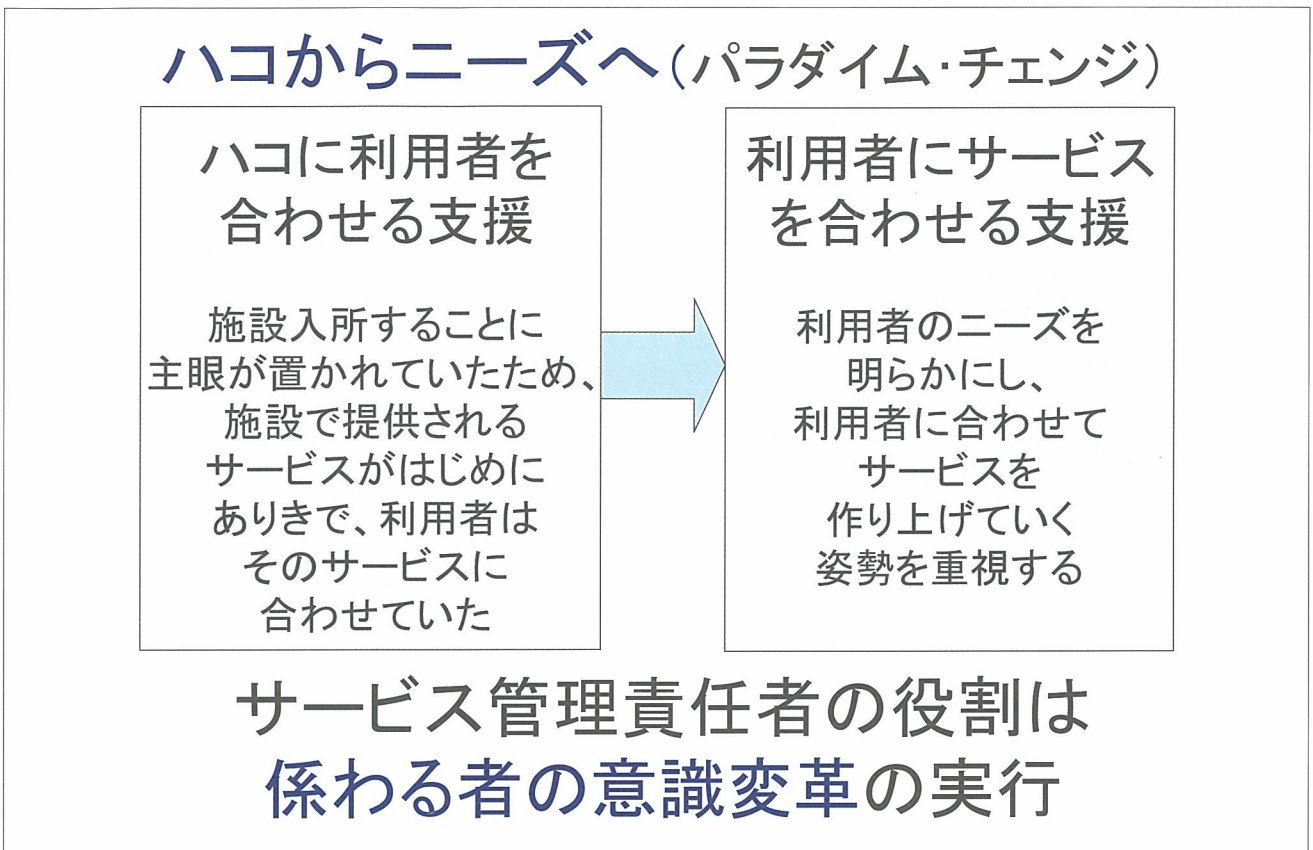 ハコからニーズへ(パラダイム・チェンジ)
ハコに利用者を
合わせる支援
施設入所することに
主眼が置かれていたため、
施設で提供される
サービスがはじめに
ありきで、利用者は
そのサービスに
合わせていた
利用者にサービス
を合わせる支援
利用者のニーズを
明らかにし、
利用者に合わせて
サービスを
作り上げていく
姿勢を重視する
サービス管理責任者の役割は
係わる者の意識変革の実行